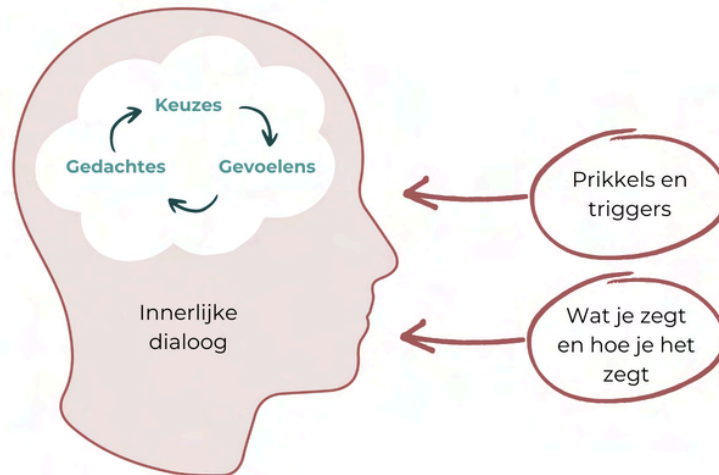 Keuzes
Gedachtes
Gevoelens
Innerlijke
dialoog
Prikkels en
triggers
Wat je zegt
en hoe je het
zegt